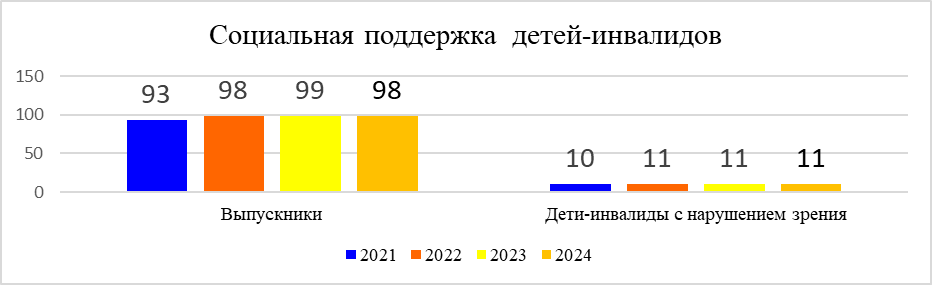 Социальная поддержка детей-инвалидов
150
100
50
0
93 98 99 98
10 11 11 11
Выпускники
Дети-инвалиды с нарушением зрения
2021 2022 2023 2024